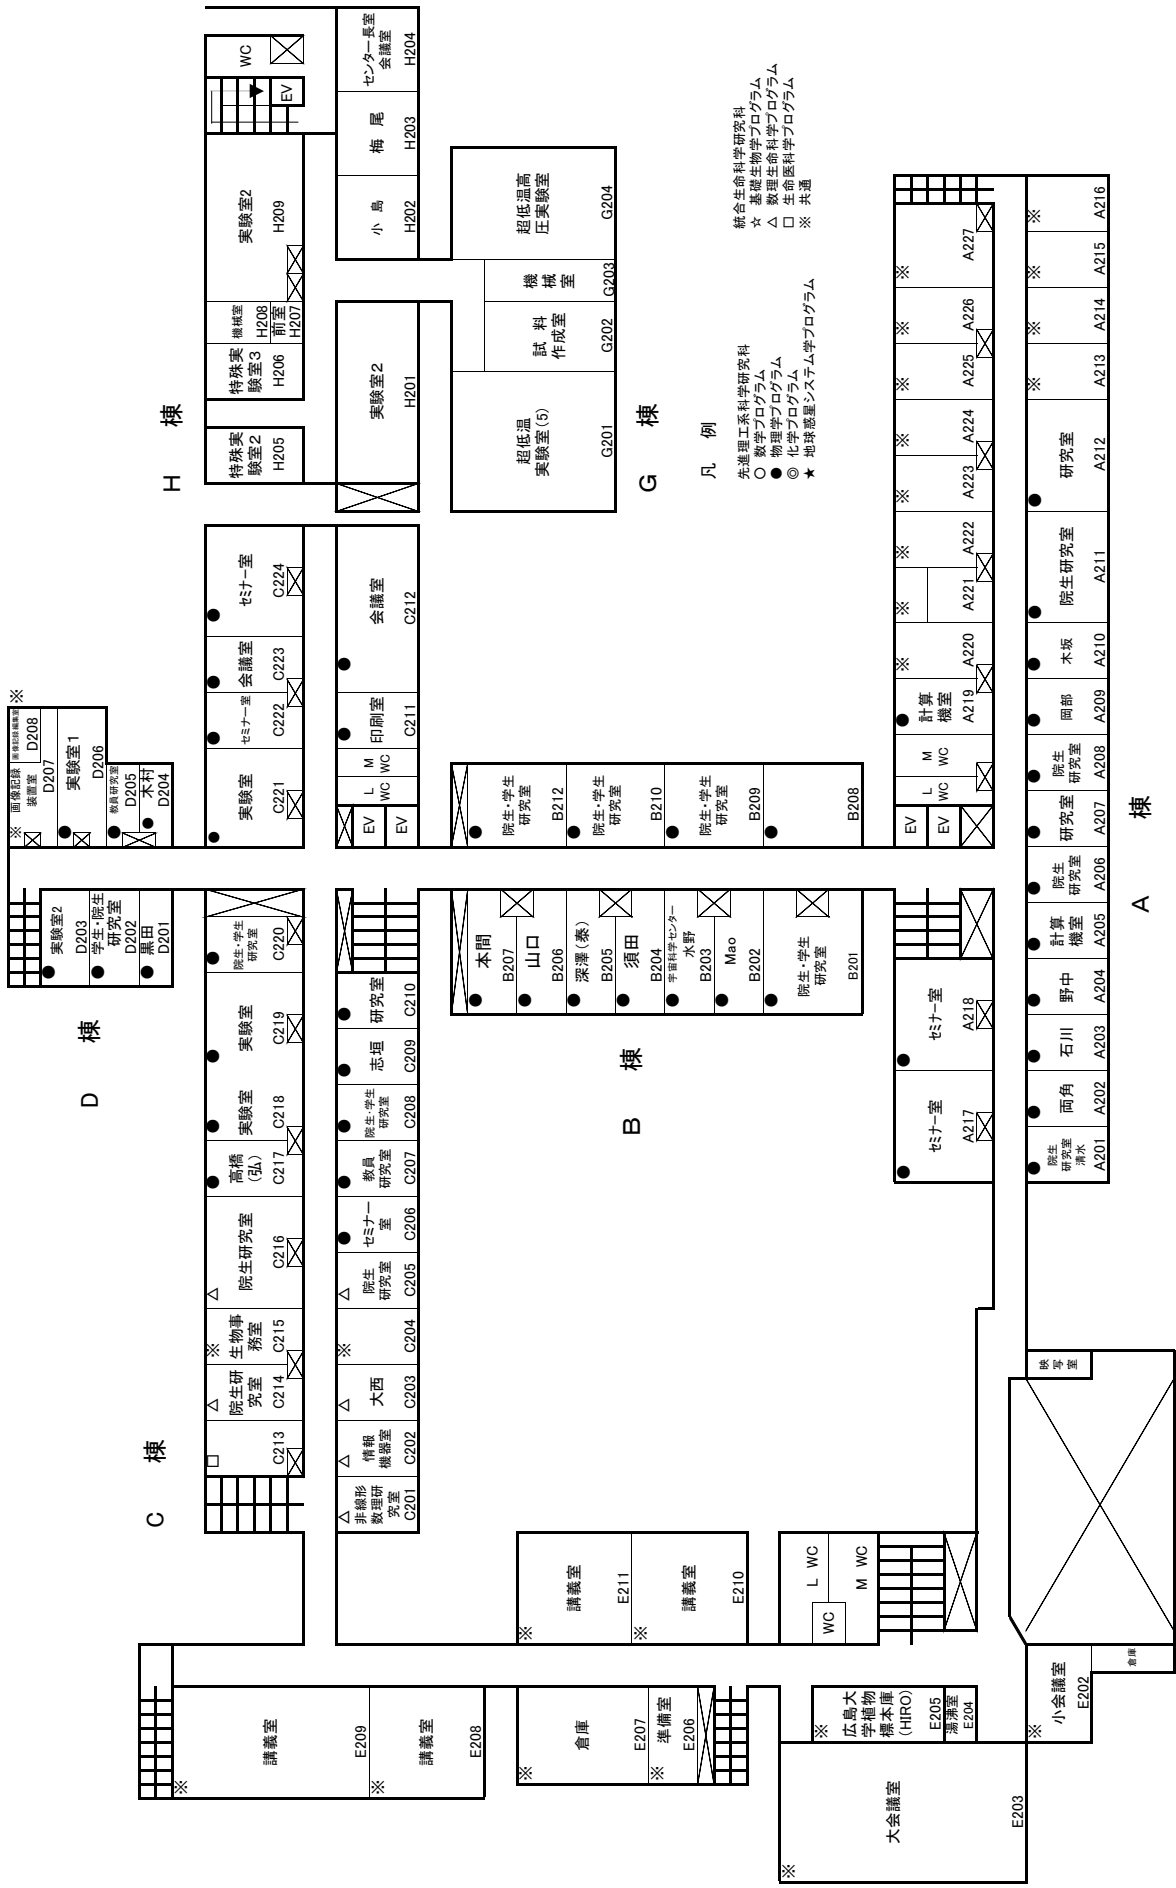 H 棟
WC
EV
実験室2
H209
機械室
H208
前室
H207
特殊実
験室3
H206
特殊実
験室2
H205
センター長室
会議室
H204
梅 尾
H203
小 島
H202
実験室2
H201
G 棟
超低温高
圧実験室
G204
機
械
室
G203
試 料
作成室
G202
超低温
実験室(5)
G201
凡 例
先進理工系科学研究科
○ 数学プログラム
● 物理学プログラム
◎ 化学プログラム
★ 地球惑星システム学プログラム
統合生命科学研究科
☆ 基礎生物学プログラム
△ 数理生命科学プログラム
□ 生命医科学プログラム
※ 共通
D 棟
※
画像記録編集室
D208
※ 画像記録
装置室
D207
実験室1
D206
●
教員研究室
D205
●
木村
D204
●
実験室2
D203
●
学生・院生
研究室
D202
●
黒田
D201
●
C 棟
セミナー室
C224
●
会議室
C223
●
セミナー室
C222
●
実験室
C221
●
院生・学生
研究室
C220
●
実験室
C219
●
実験室
C218
●
高橋
(弘)
C217
●
院生研究室
C216
△
※
生物事
務室
C215
△
院生研
究室
C214
□
C213
会議室
C212
●
印刷室
C211
●
L WC
M WC
EV
EV
研究室
C210
●
志垣
C209
●
院生・学生
研究室
C208
●
教員
研究室
C207
●
セミナー
室
C206
●
院生
研究室
C205
△
※
C204
大西
C203
△
情報
機器室
C202
△
非線形
数理研
究室
C201
△
B 棟
院生・学生
研究室
B212
●
院生・学生
研究室
B210
●
院生・学生
研究室
B209
●
B208
●
本間
B207
●
山口
B206
●
深澤(泰)
B205
●
須田
B204
●
宇宙科学センター
水野
B203
●
Mao
B202
●
院生・学生
研究室
B201
●
A 棟
※
A227
※
A226
※
A225
※
A224
※
A223
※
A222
※
A221
※
A220
計算
機室
A219
●
L WC
M WC
EV
EV
セミナー室
A218
●
セミナー室
A217
●
※
A216
※
A215
※
A214
※
A213
研究室
A212
●
院生研究室
A211
●
木坂
A210
●
岡部
A209
●
院生
研究室
A208
●
研究室
A207
●
院生
研究室
A206
●
計算
機室
A205
●
野中
A204
●
石川
A203
●
両角
A202
●
院生
研究室
清水
A201
●
映写室
講義室
E211
※
講義室
E210
※
L WC
M WC
WC
講義室
E209
※
講義室
E208
※
倉庫
E207
※
準備室
E206
※
※
広島大
学植物
標本庫
(HIRO)
E205
湯沸室
E204
大会議室
E203
※
小会議室
E202
※
倉庫